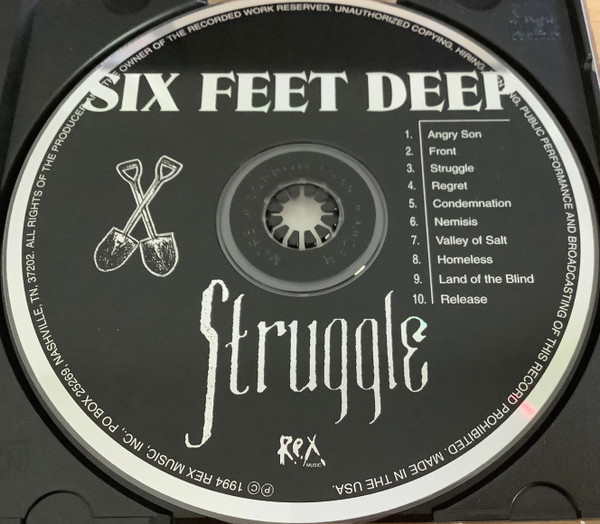 SIX FEET DEEP
1. Angry Son
2. Front
3. Struggle
4. Regret
5. Condemnation
6. Nemisis
7. Valley of Salt
8. Homeless
9. Land of the Blind
10. Release
Struggle
R.e.X.
MUSIC
℗© 1994 REX MUSIC, INC., PO BOX 25269, NASHVILLE, TN, 37202. ALL RIGHTS OF THE PRODUCER THE OWNER OF THE RECORDED WORK RESERVED. UNAUTHORIZED COPYING, HIRING, PUBLIC PERFORMANCE AND BROADCASTING OF THIS RECORD PROHIBITED. MADE IN THE USA.